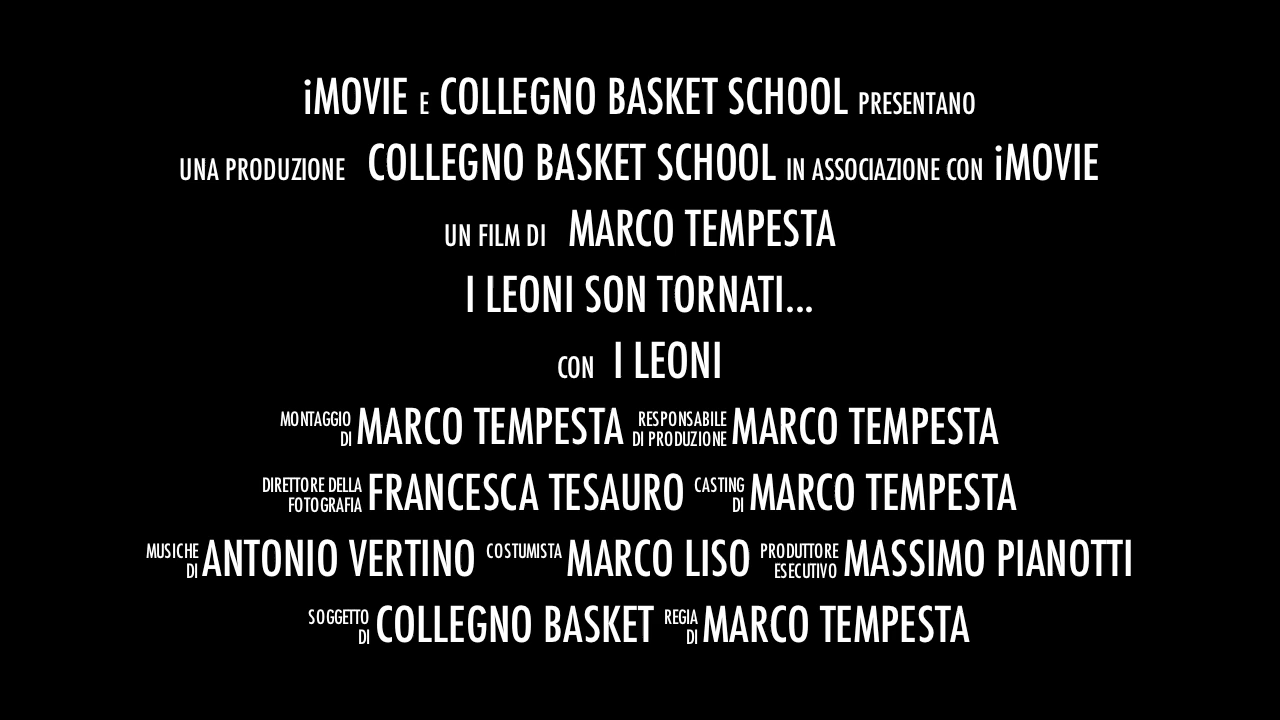 iMOVIE E COLLEGNO BASKET SCHOOL PRESENTANO
UNA PRODUZIONE COLLEGNO BASKET SCHOOL IN ASSOCIAZIONE CON iMOVIE
UN FILM DI MARCO TEMPESTA
I LEONI SON TORNATI...
CON I LEONI
MONTAGGIO DI MARCO TEMPESTA RESPONSABILE DI PRODUZIONE MARCO TEMPESTA
DIRETTORE DELLA FOTOGRAFIA FRANCESCA TESAURO CASTING DI MARCO TEMPESTA
MUSICHE DI ANTONIO VERTINO COSTUMISTA MARCO LISO PRODUTTORE ESECUTIVO MASSIMO PIANOTTI
SOGGETTO DI COLLEGNO BASKET REGIA DI MARCO TEMPESTA